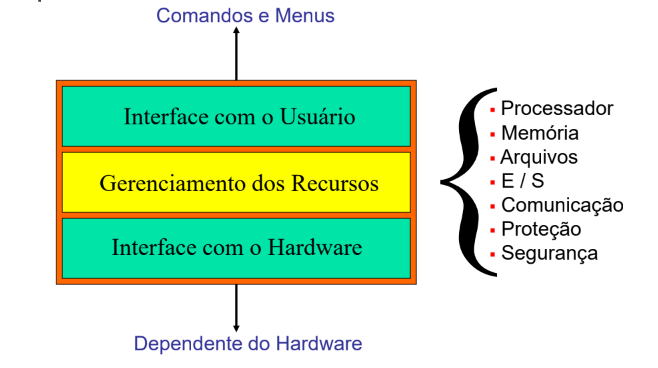 Comandos e Menus
Interface com o Usuário
Gerenciamento dos Recursos
Interface com o Hardware
Dependente do Hardware
Processador
Memória
Arquivos
E / S
Comunicação
Proteção
Segurança